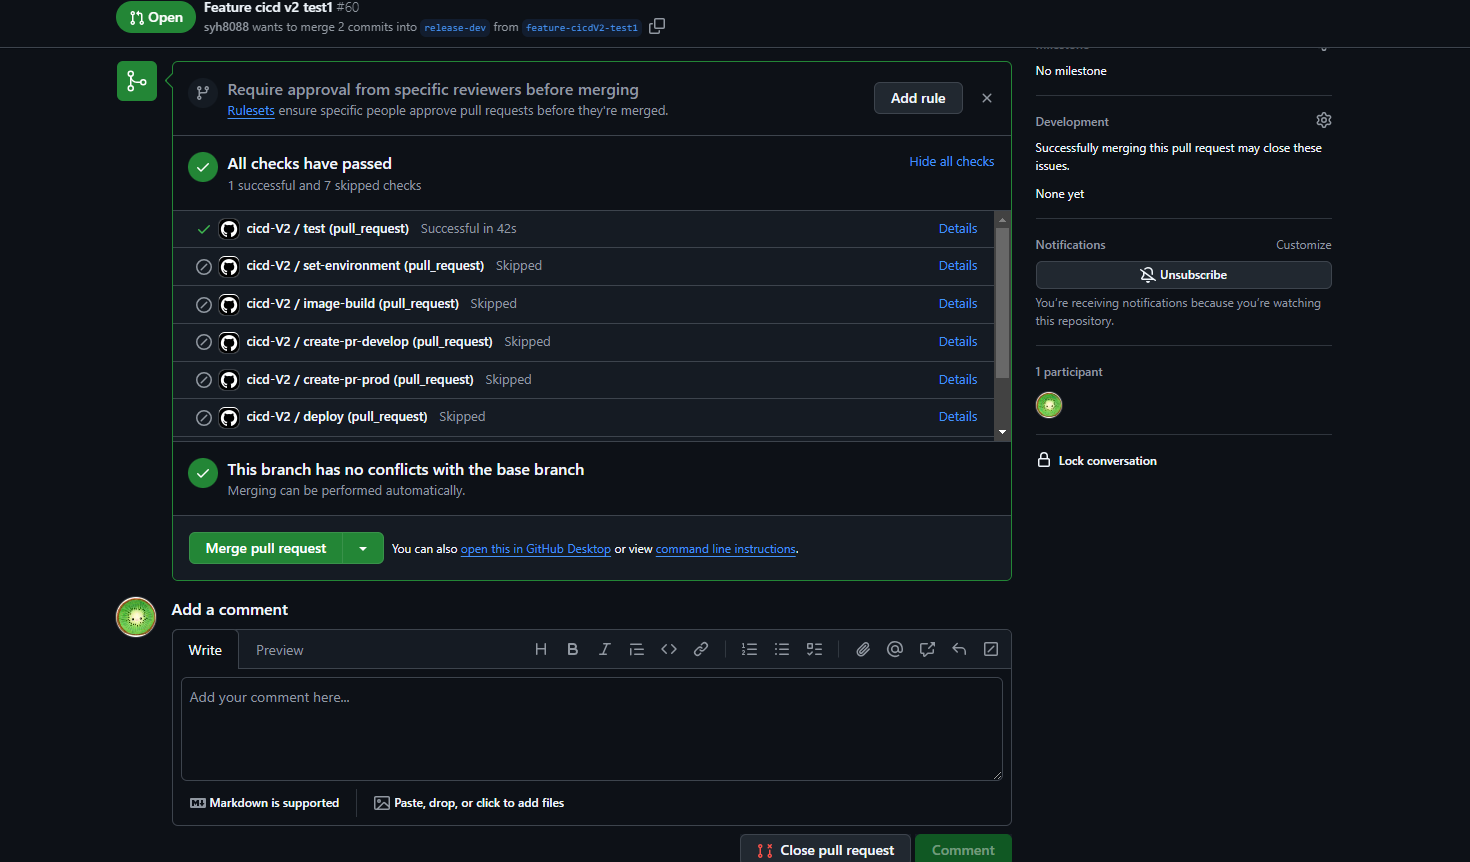 Open
Feature cicd v2 test1 #60
syh8088 wants to merge 2 commits into release-dev from feature-cicdV2-test1
Require approval from specific reviewers before merging
Rulesets ensure specific people approve pull requests before they're merged.
Add rule
All checks have passed
1 successful and 7 skipped checks
Hide all checks
cicd-V2 / test (pull_request) Successful in 42s Details
cicd-V2 / set-environment (pull_request) Skipped Details
cicd-V2 / image-build (pull_request) Skipped Details
cicd-V2 / create-pr-develop (pull_request) Skipped Details
cicd-V2 / create-pr-prod (pull_request) Skipped Details
cicd-V2 / deploy (pull_request) Skipped Details
This branch has no conflicts with the base branch
Merging can be performed automatically.
Merge pull request
You can also open this in GitHub Desktop or view command line instructions.
Add a comment
Write Preview
Add your comment here...
Markdown is supported
Paste, drop, or click to add files
Close pull request
Comment
No milestone
Development
Successfully merging this pull request may close these
issues.
None yet
Notifications Customize
Unsubscribe
You're receiving notifications because you're watching
this repository.
1 participant
Lock conversation